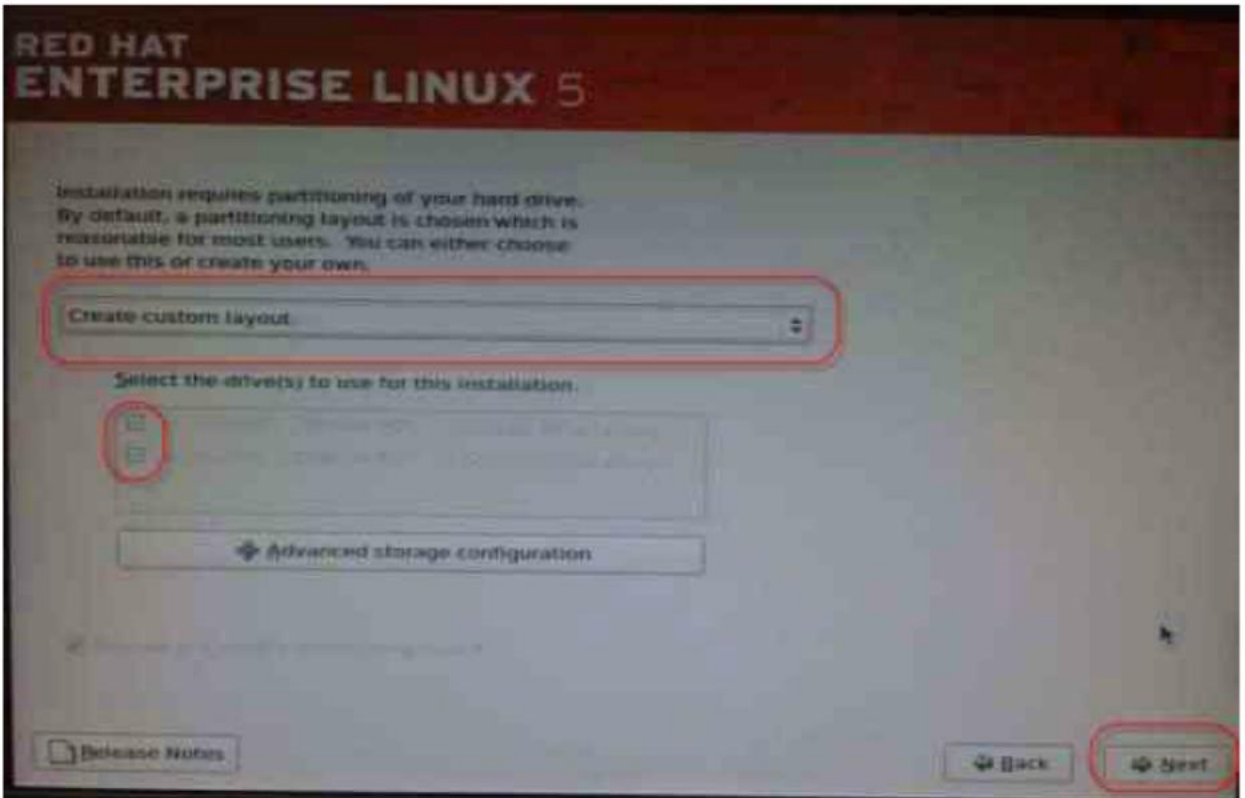 RED HAT
ENTERPRISE LINUX 5
Installation requires partitioning of your hard drive.
By default, a partitioning layout is chosen which is
reasonable for most users. You can either choose
to use this or create your own.
Create custom layout.
Select the drive(s) to use for this installation.
Advanced storage configuration
Release Notes
Back
Next